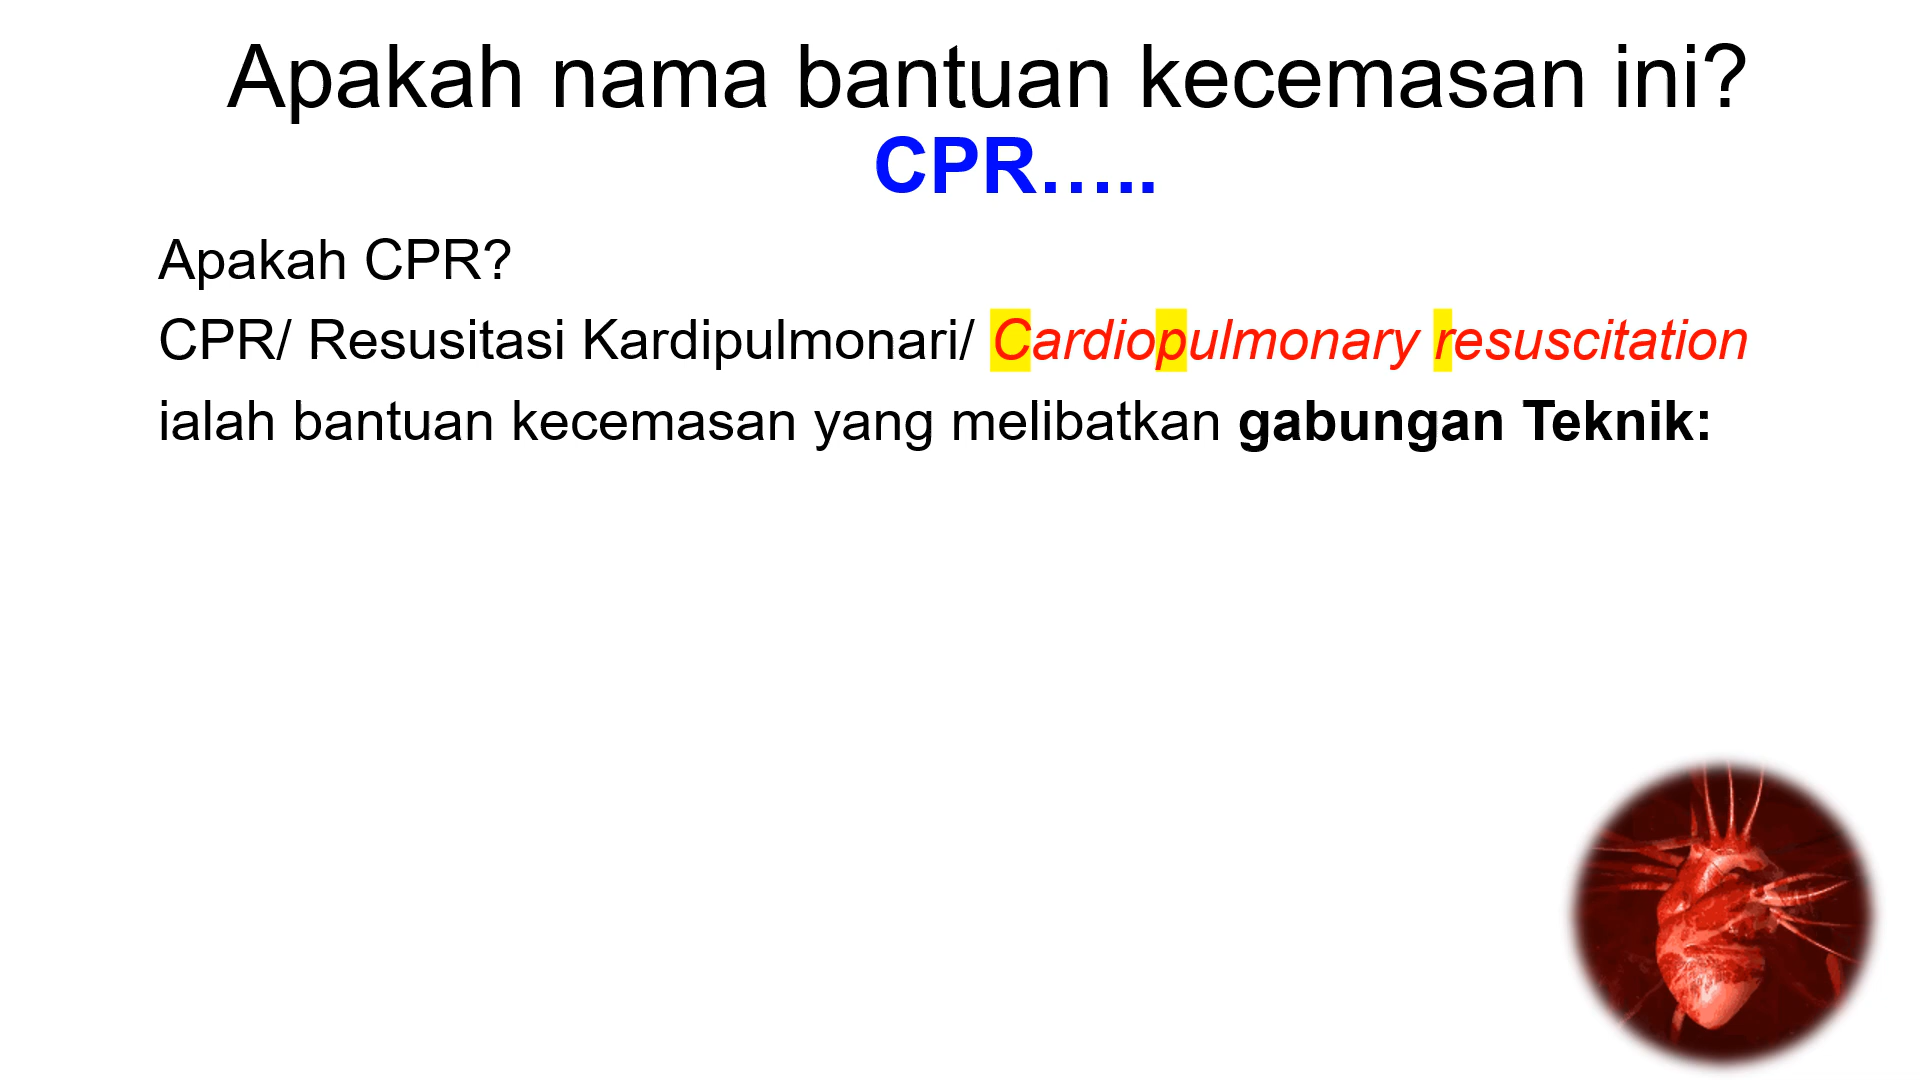 Apakah nama bantuan kecemasan ini?
CPR…..
Apakah CPR?
CPR/ Resusitasi Kardipulmonari/ Cardiopulmonary resuscitation
ialah bantuan kecemasan yang melibatkan gabungan Teknik: